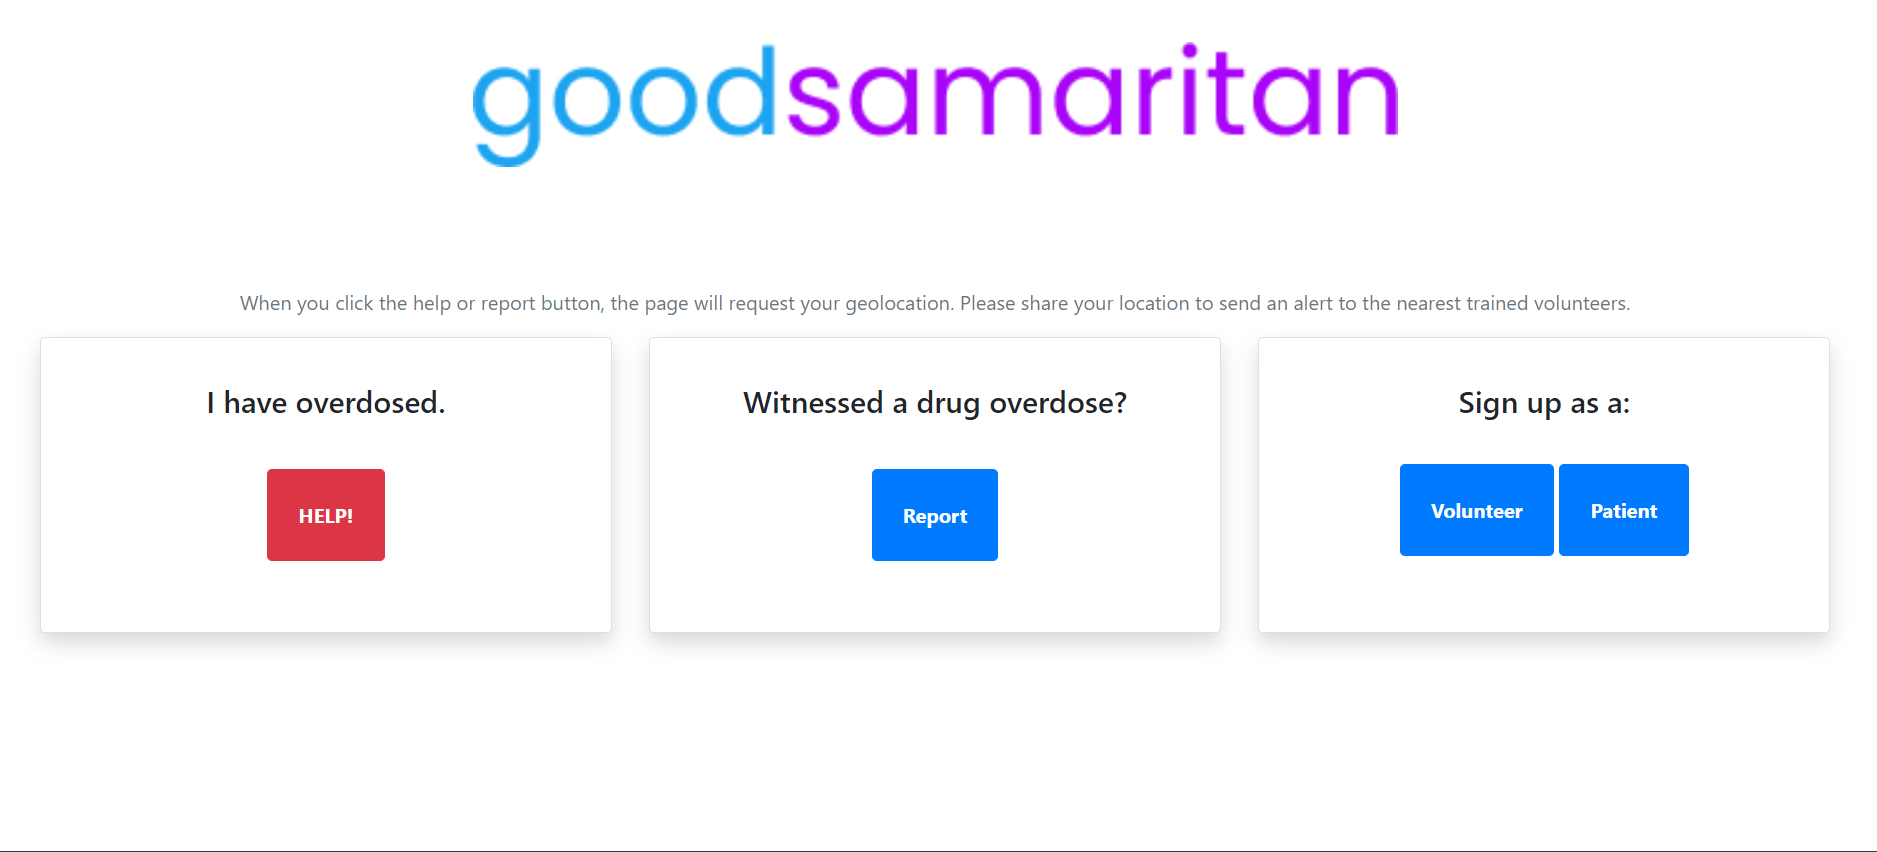 goodsamaritan
When you click the help or report button, the page will request your geolocation. Please share your location to send an alert to the nearest trained volunteers.
I have overdosed.
HELP!
Witnessed a drug overdose?
Report
Sign up as a:
Volunteer
Patient